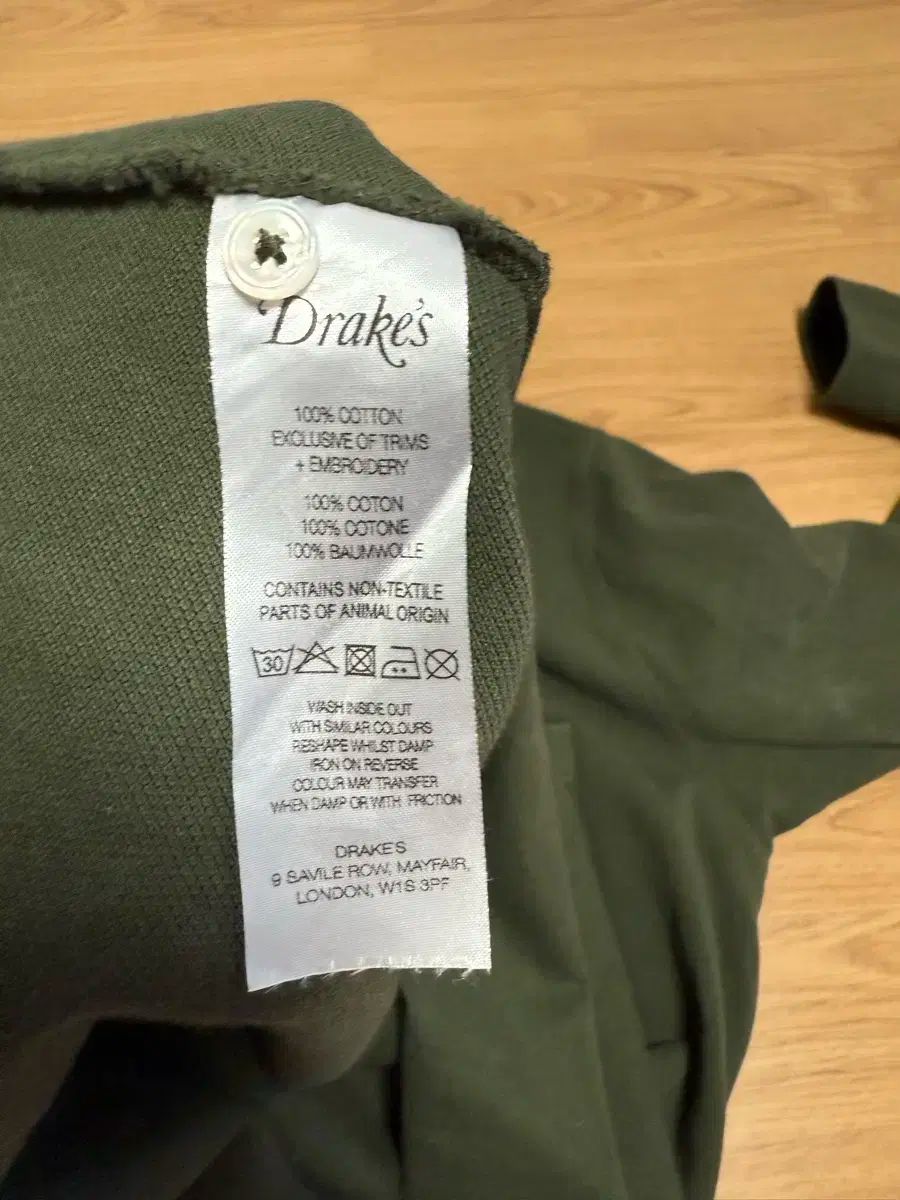 Drake's
100% COTTON
EXCLUSIVE OF TRIMS
+ EMBROIDERY
100% COTON
100% COTONE
100% BAUMWOLLE
CONTAINS NON-TEXTILE
PARTS OF ANIMAL ORIGIN
30
WASH INSIDE OUT
WITH SIMILAR COLOURS
RESHAPE WHILST DAMP
IRON ON REVERSE
COLOUR MAY TRANSFER
WHEN DAMP OR WITH FRICTION
DRAKES
9 SAVILE ROW, MAYFAIR,
LONDON, W1S 3PF